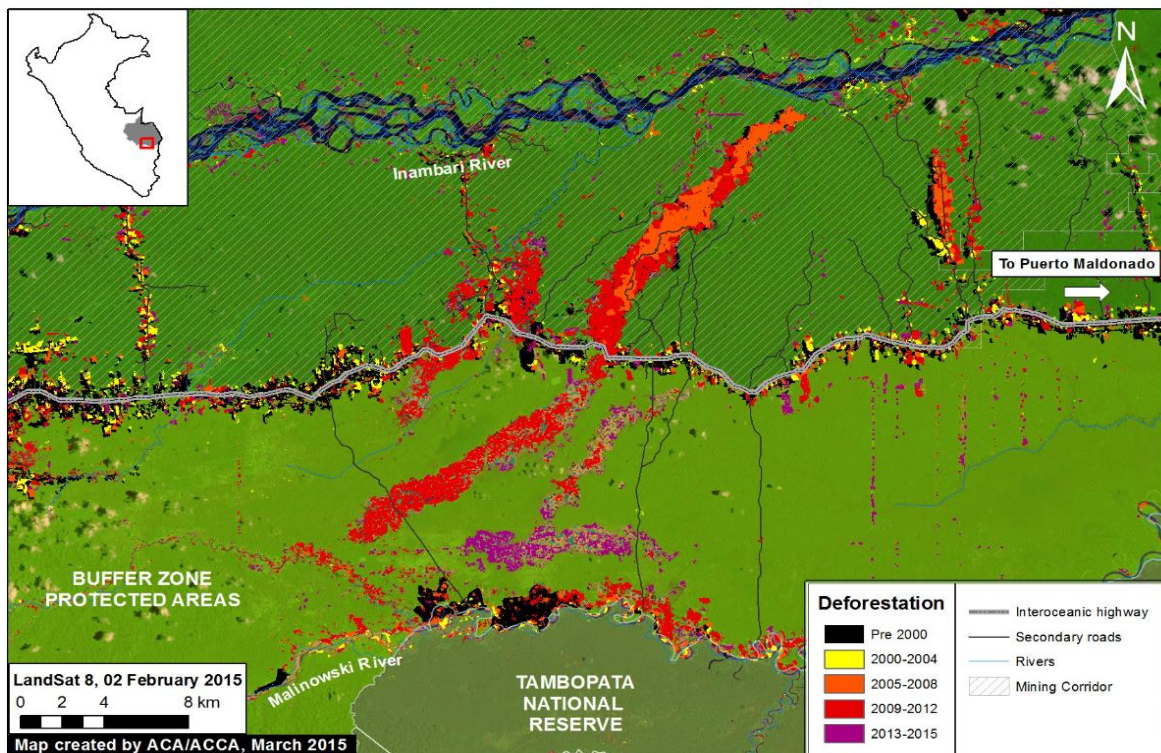 N
Inambari River
To Puerto Maldonado
BUFFER ZONE
PROTECTED AREAS
Malinowski River
TAMBOPATA
NATIONAL
RESERVE
LandSat 8, 02 February 2015
0 2 4 8 km
Map created by ACA/ACCA, March 2015
Deforestation
Pre 2000
2000-2004
2005-2008
2009-2012
2013-2015
Interoceanic highway
Secondary roads
Rivers
Mining Corridor